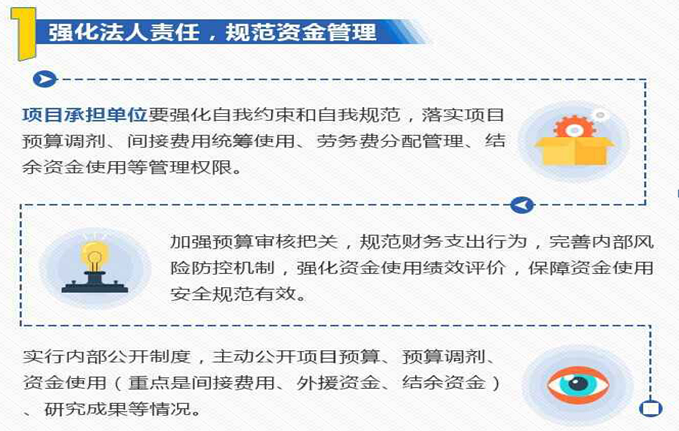 1 强化法人责任，规范资金管理
项目承担单位要强化自我约束和自我规范，落实项目
预算调剂、间接费用统筹使用、劳务费分配管理、结
余资金使用等管理权限。
加强预算审核把关，规范财务支出行为，完善内部风
险防控机制，强化资金使用绩效评价，保障资金使用
安全规范有效。
实行内部公开制度，主动公开项目预算、预算调剂、
资金使用（重点是间接费用、外拨资金、结余资金）
、研究成果等情况。